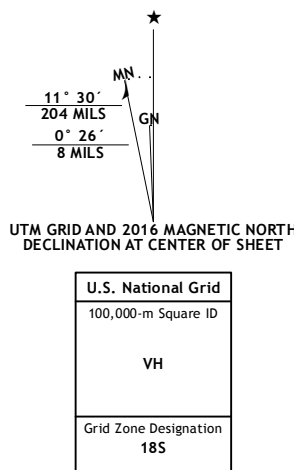 ★
MN
11° 30´
204 MILS
GN
0° 26´
8 MILS
UTM GRID AND 2016 MAGNETIC NORTH
DECLINATION AT CENTER OF SHEET
U.S. National Grid
100,000-m Square ID
VH
Grid Zone Designation
18S